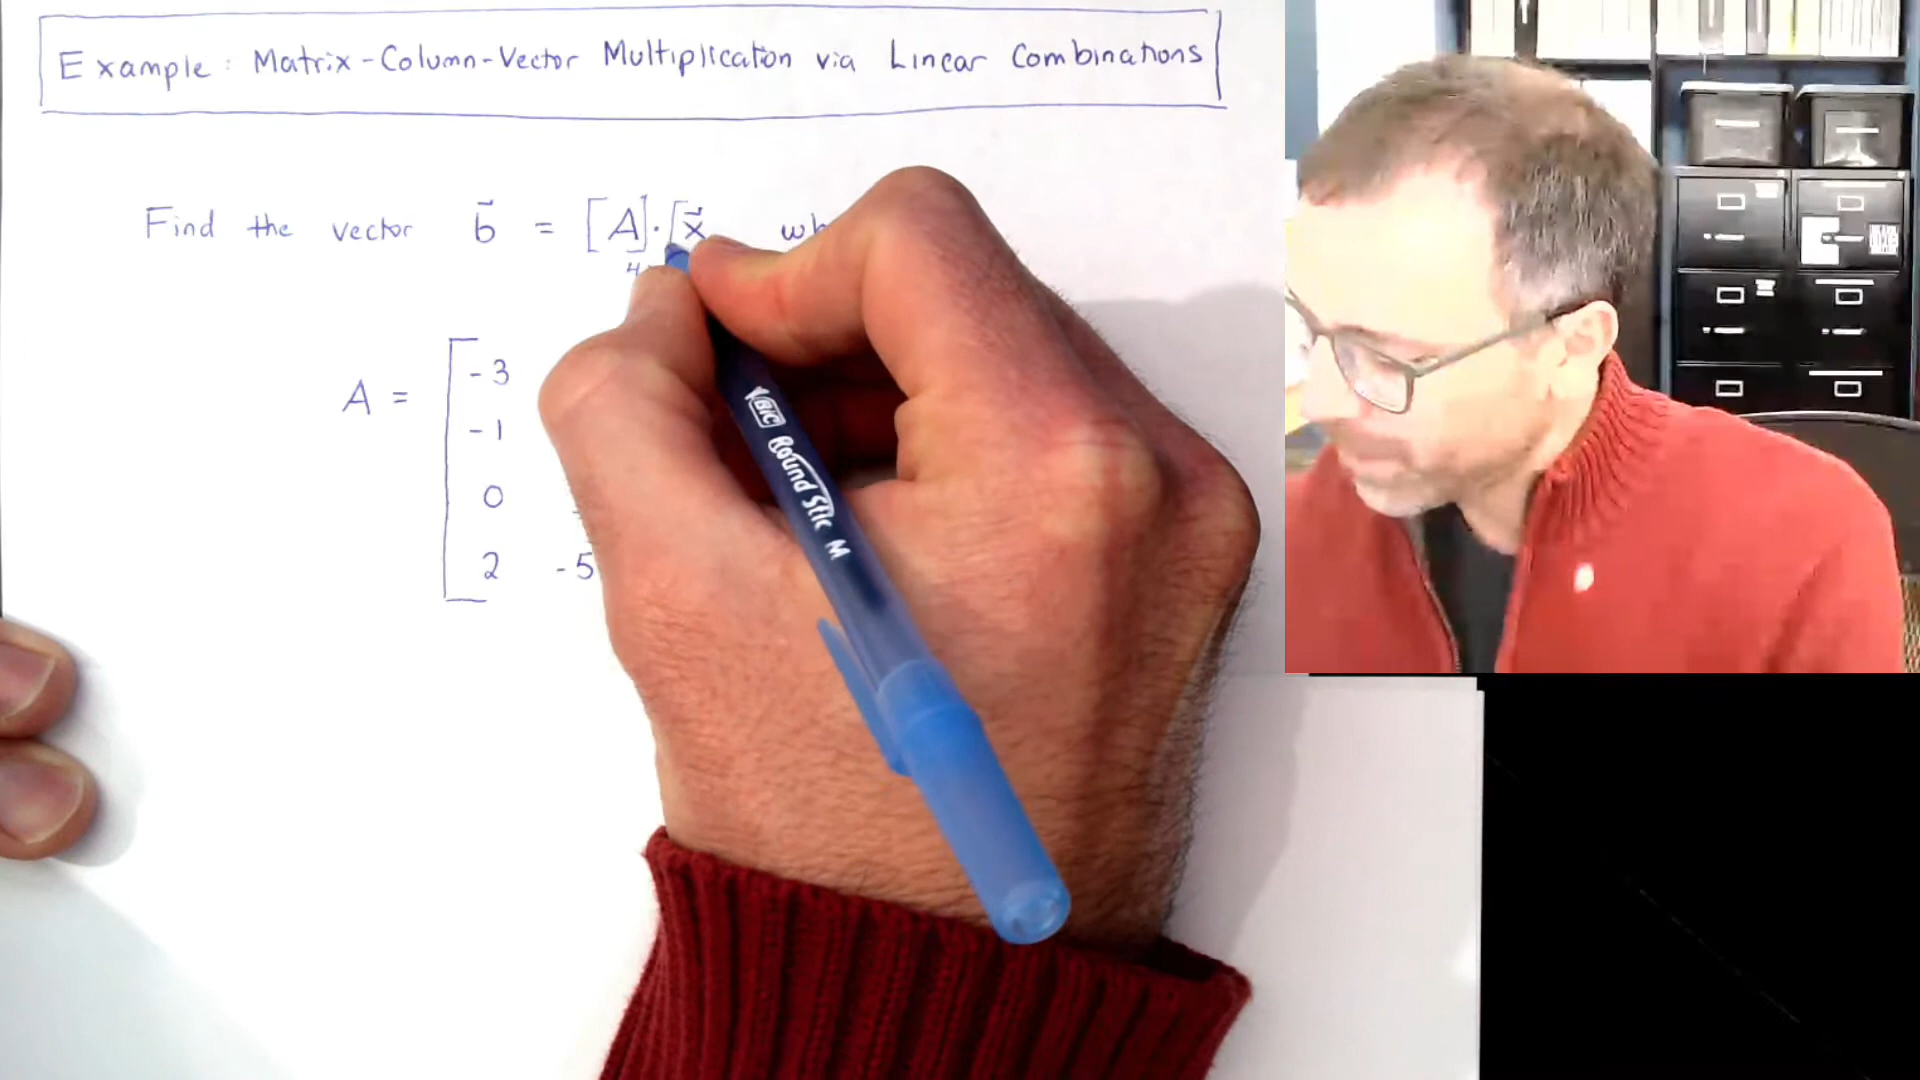 Example: Matrix-Column-Vector Multiplication via Linear Combinations
Find the vector b⃗ = [A]·[x⃗
4
A =
-3
-1
0
2 -5
BIC Round Stic M